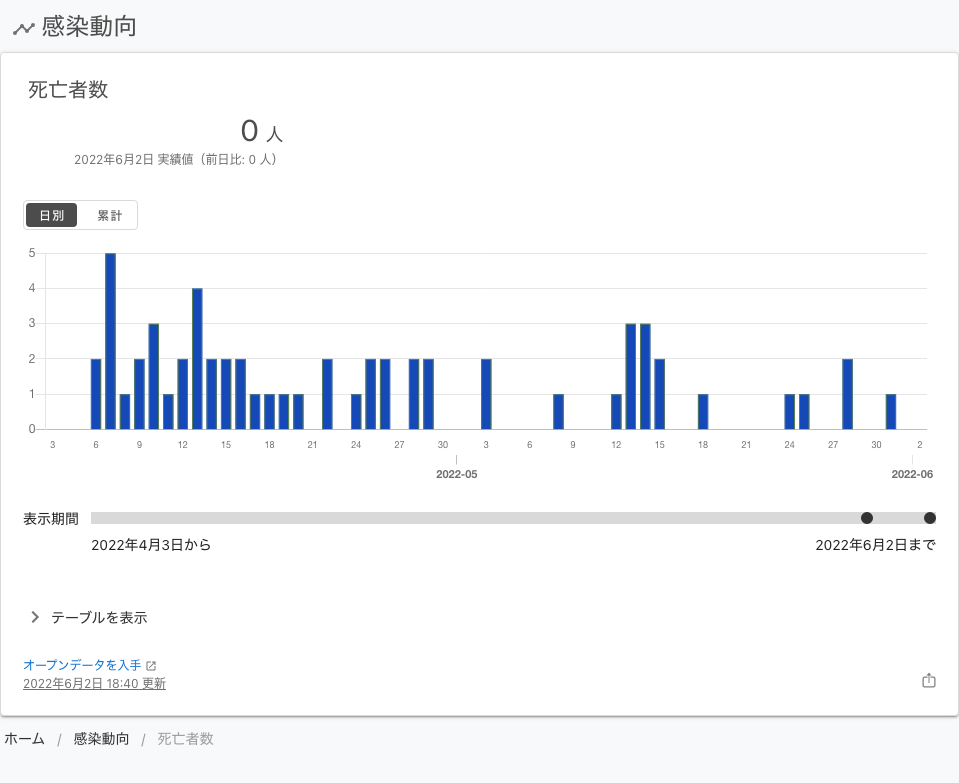 感染動向
死亡者数
0 人
2022年6月2日 実績値（前日比: 0 人）
日別 累計
5
4
3
2
1
0
3 6 9 12 15 18 21 24 27 30 3 6 9 12 15 18 21 24 27 30 2
2022-05 2022-06
表示期間
2022年4月3日から 2022年6月2日まで
テーブルを表示
オープンデータを入手
2022年6月2日 18:40 更新
ホーム / 感染動向 / 死亡者数